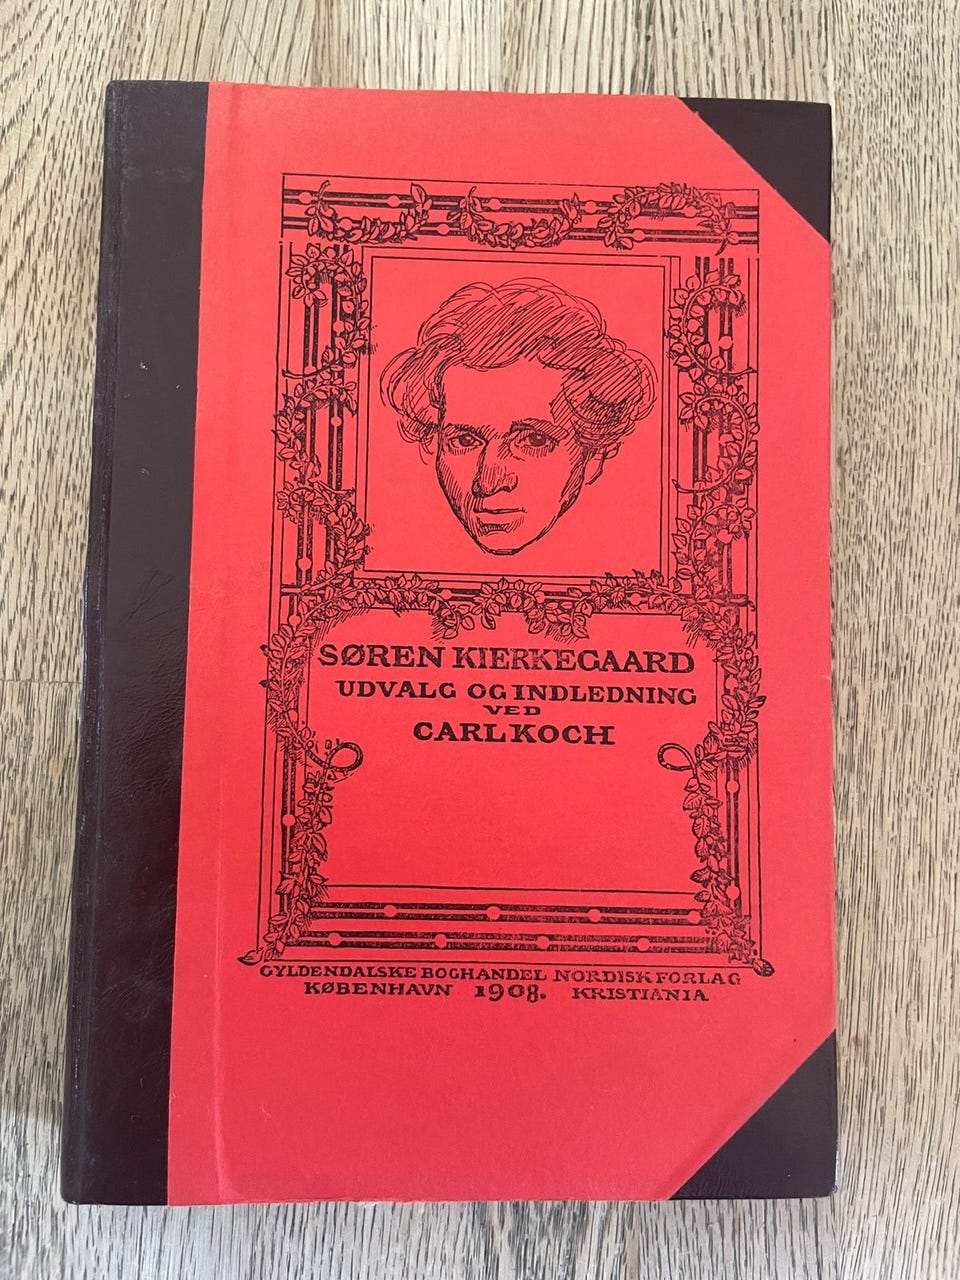 SØREN KIERKEGAARD
UDVALG OG INDLEDNING
VED
CARL KOCH
GYLDENDALSKE BOGHANDEL NORDISK FORLAG
KØBENHAVN 1908. KRISTIANIA